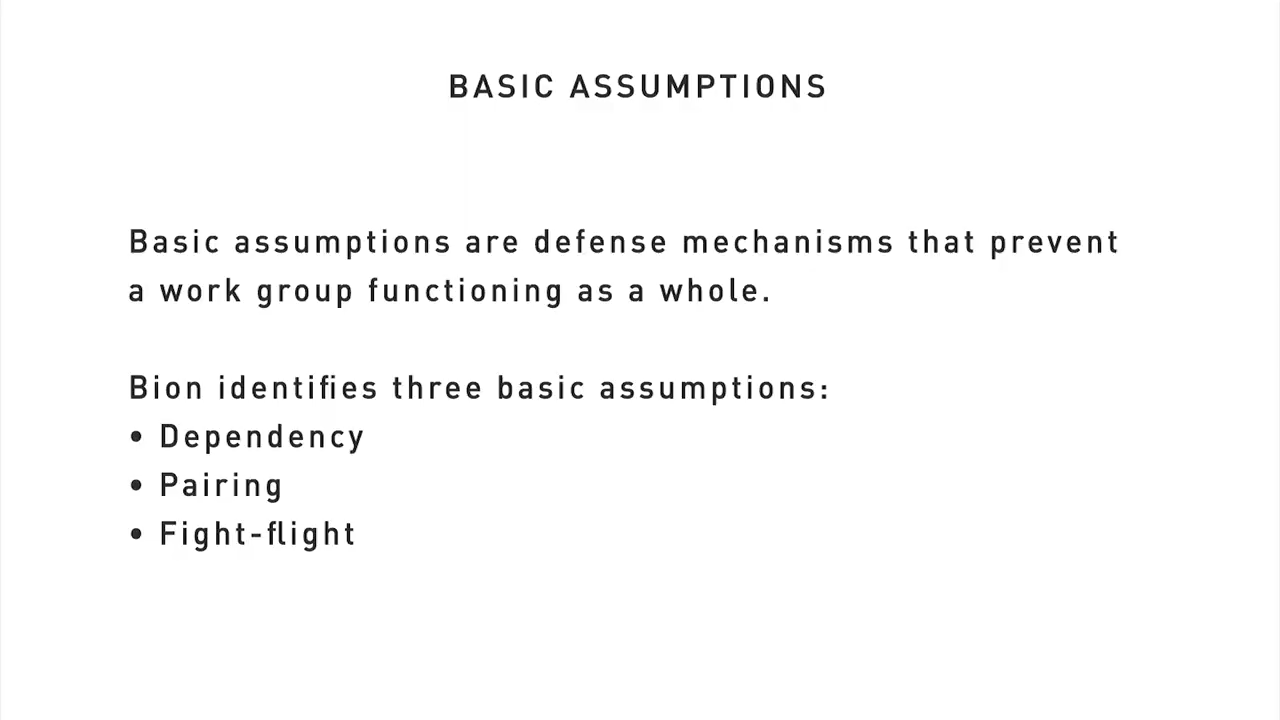 BASIC ASSUMPTIONS
Basic assumptions are defense mechanisms that prevent
a work group functioning as a whole.
Bion identifies three basic assumptions:
• Dependency
• Pairing
• Fight-flight